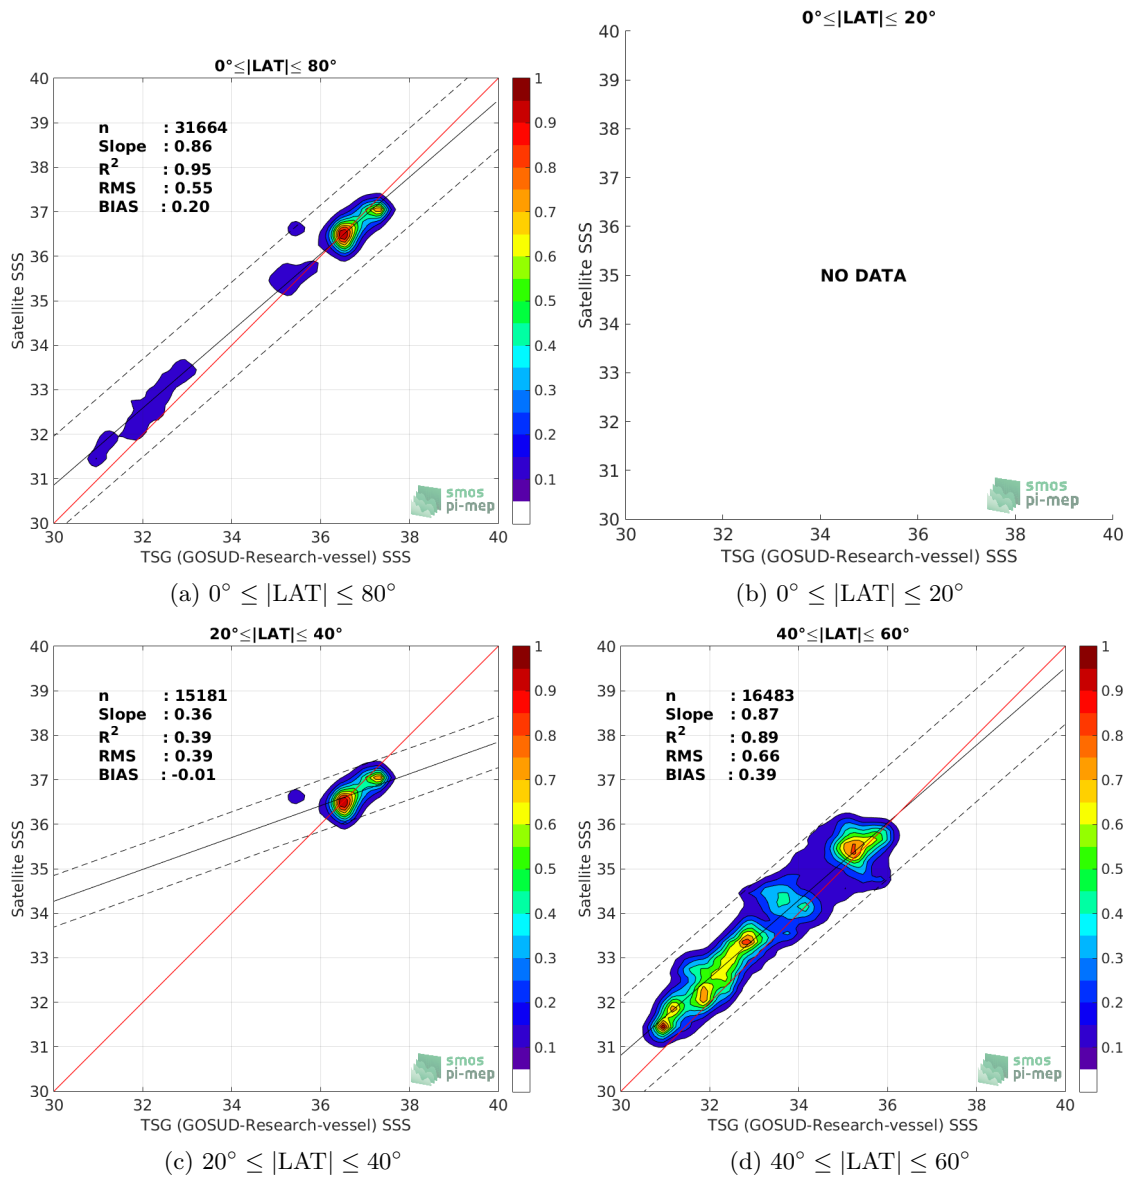 0°≤|LAT|≤ 80°
40
39
38
37
36
35
34
33
32
31
30
Satellite SSS
n : 31664
Slope : 0.86
R2 : 0.95
RMS : 0.55
BIAS : 0.20
smos
pi-mep
30 32 34 36 38 40
TSG (GOSUD-Research-vessel) SSS
1
0.9
0.8
0.7
0.6
0.5
0.4
0.3
0.2
0.1
(a) 0° ≤ |LAT| ≤ 80°
0°≤|LAT|≤ 20°
40
39
38
37
36
35
34
33
32
31
30
Satellite SSS
NO DATA
smos
pi-mep
30 32 34 36 38 40
TSG (GOSUD-Research-vessel) SSS
(b) 0° ≤ |LAT| ≤ 20°
20°≤|LAT|≤ 40°
40
39
38
37
36
35
34
33
32
31
30
Satellite SSS
n : 15181
Slope : 0.36
R2 : 0.39
RMS : 0.39
BIAS : -0.01
smos
pi-mep
30 32 34 36 38 40
TSG (GOSUD-Research-vessel) SSS
1
0.9
0.8
0.7
0.6
0.5
0.4
0.3
0.2
0.1
(c) 20° ≤ |LAT| ≤ 40°
40°≤|LAT|≤ 60°
40
39
38
37
36
35
34
33
32
31
30
Satellite SSS
n : 16483
Slope : 0.87
R2 : 0.89
RMS : 0.66
BIAS : 0.39
smos
pi-mep
30 32 34 36 38 40
TSG (GOSUD-Research-vessel) SSS
1
0.9
0.8
0.7
0.6
0.5
0.4
0.3
0.2
0.1
(d) 40° ≤ |LAT| ≤ 60°